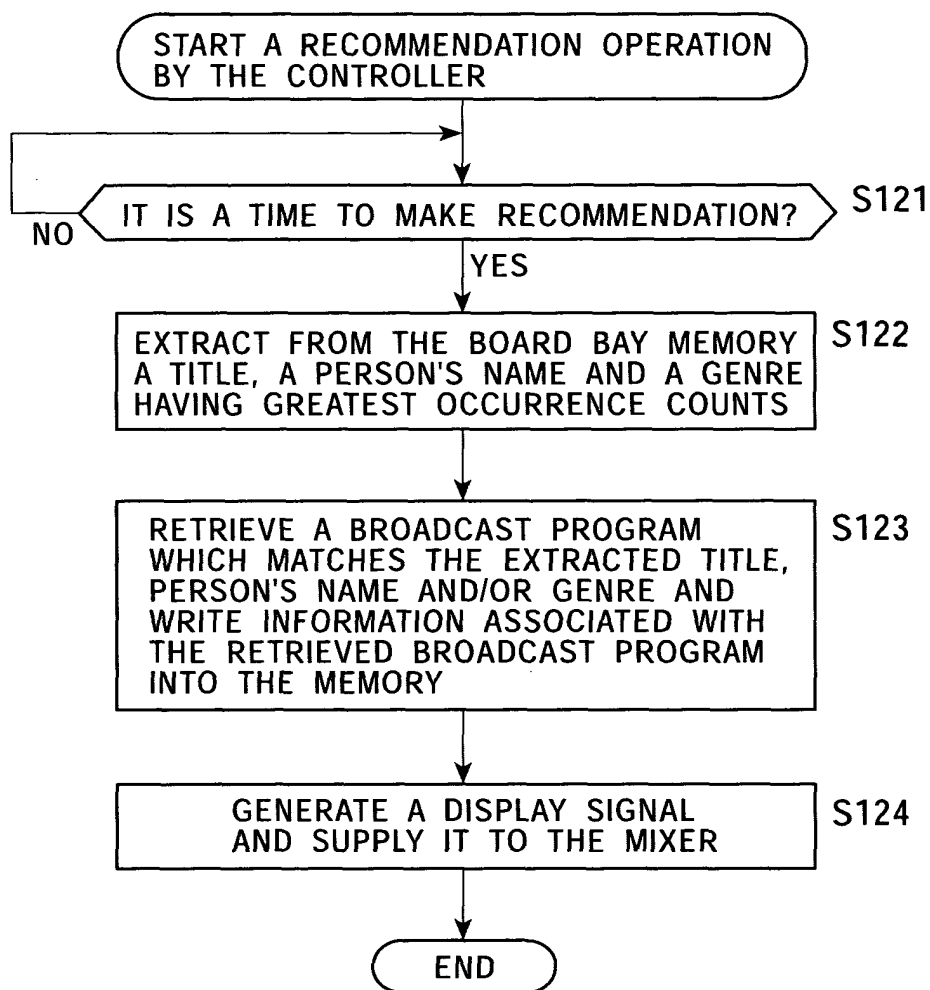 START A RECOMMENDATION OPERATION
BY THE CONTROLLER
IT IS A TIME TO MAKE RECOMMENDATION?
S121
NO
YES
EXTRACT FROM THE BOARD BAY MEMORY
A TITLE, A PERSON'S NAME AND A GENRE
HAVING GREATEST OCCURRENCE COUNTS
S122
RETRIEVE A BROADCAST PROGRAM
WHICH MATCHES THE EXTRACTED TITLE,
PERSON'S NAME AND/OR GENRE AND
WRITE INFORMATION ASSOCIATED WITH
THE RETRIEVED BROADCAST PROGRAM
INTO THE MEMORY
S123
GENERATE A DISPLAY SIGNAL
AND SUPPLY IT TO THE MIXER
S124
END